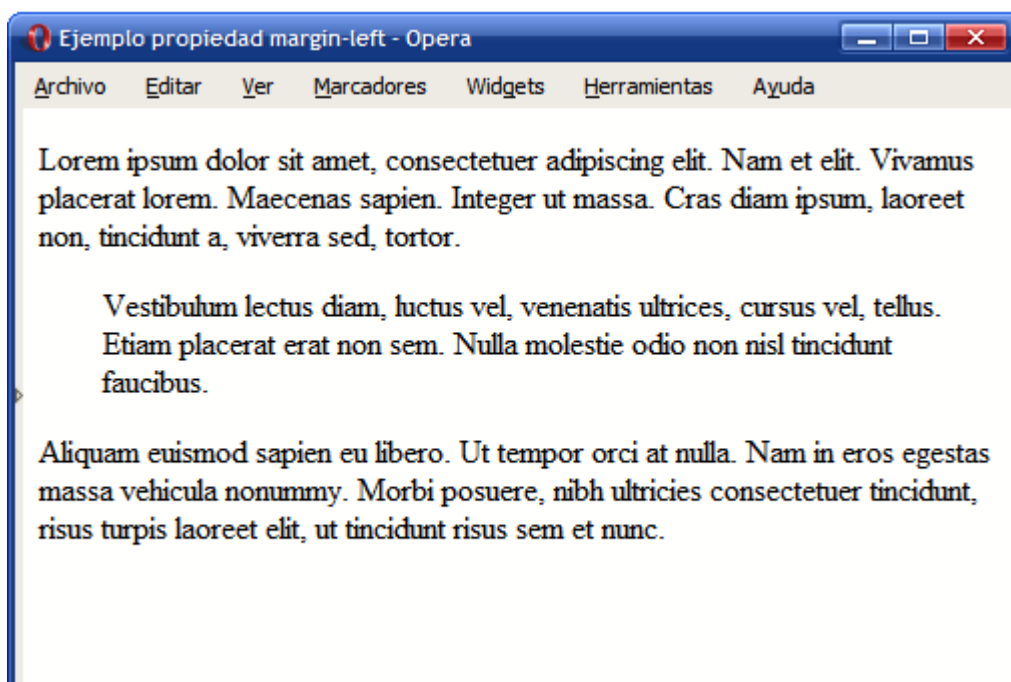 Ejemplo propiedad margin-left - Opera
Archivo Editar Ver Marcadores Widgets Herramientas Ayuda
Lorem ipsum dolor sit amet, consectetuer adipiscing elit. Nam et elit. Vivamus
placerat lorem. Maecenas sapien. Integer ut massa. Cras diam ipsum, laoreet
non, tincidunt a, viverra sed, tortor.
Vestibulum lectus diam, luctus vel, venenatis ultrices, cursus vel, tellus.
Etiam placerat erat non sem. Nulla molestie odio non nisl tincidunt
faucibus.
Aliquam euismod sapien eu libero. Ut tempor orci at nulla. Nam in eros egestas
massa vehicula nonummy. Morbi posuere, nibh ultricies consectetuer tincidunt,
risus turpis laoreet elit, ut tincidunt risus sem et nunc.